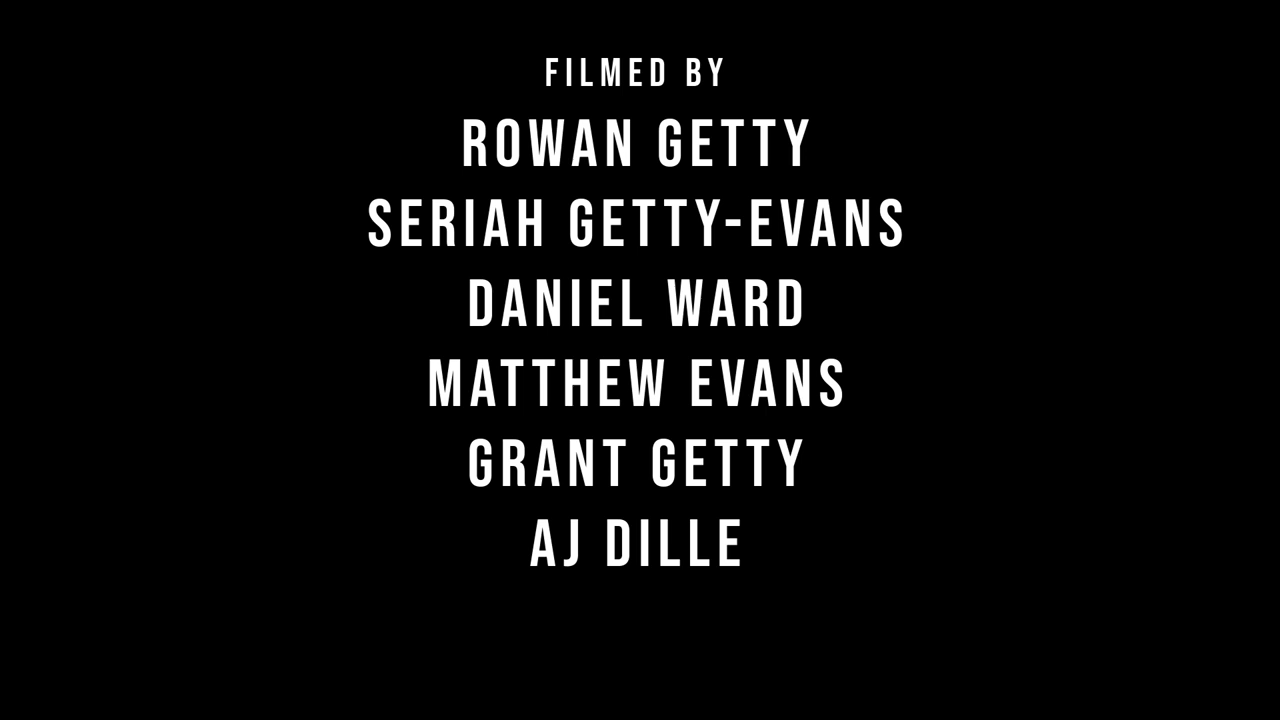 FILMED BY
ROWAN GETTY
SERIAH GETTY-EVANS
DANIEL WARD
MATTHEW EVANS
GRANT GETTY
AJ DILLE